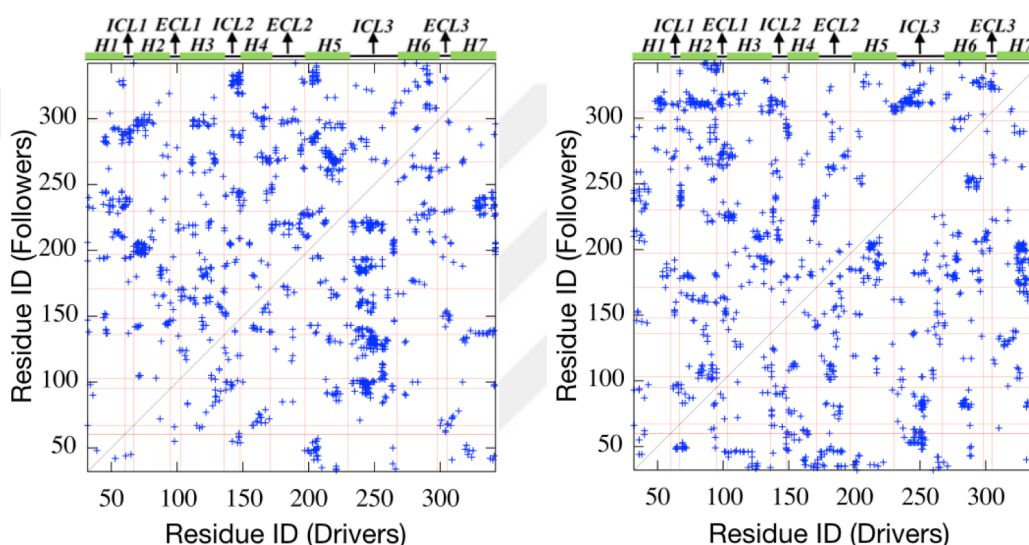 ICL1 ECL1 ICL2 ECL2 ICL3 ECL3
H1 H2 H3 H4 H5 H6 H7
300
250
200
150
100
50
50 100 150 200 250 300
Residue ID (Followers)
Residue ID (Drivers)
ICL1 ECL1 ICL2 ECL2 ICL3 ECL3
H1 H2 H3 H4 H5 H6 H7
300
250
200
150
100
50
50 100 150 200 250 300
Residue ID (Followers)
Residue ID (Drivers)